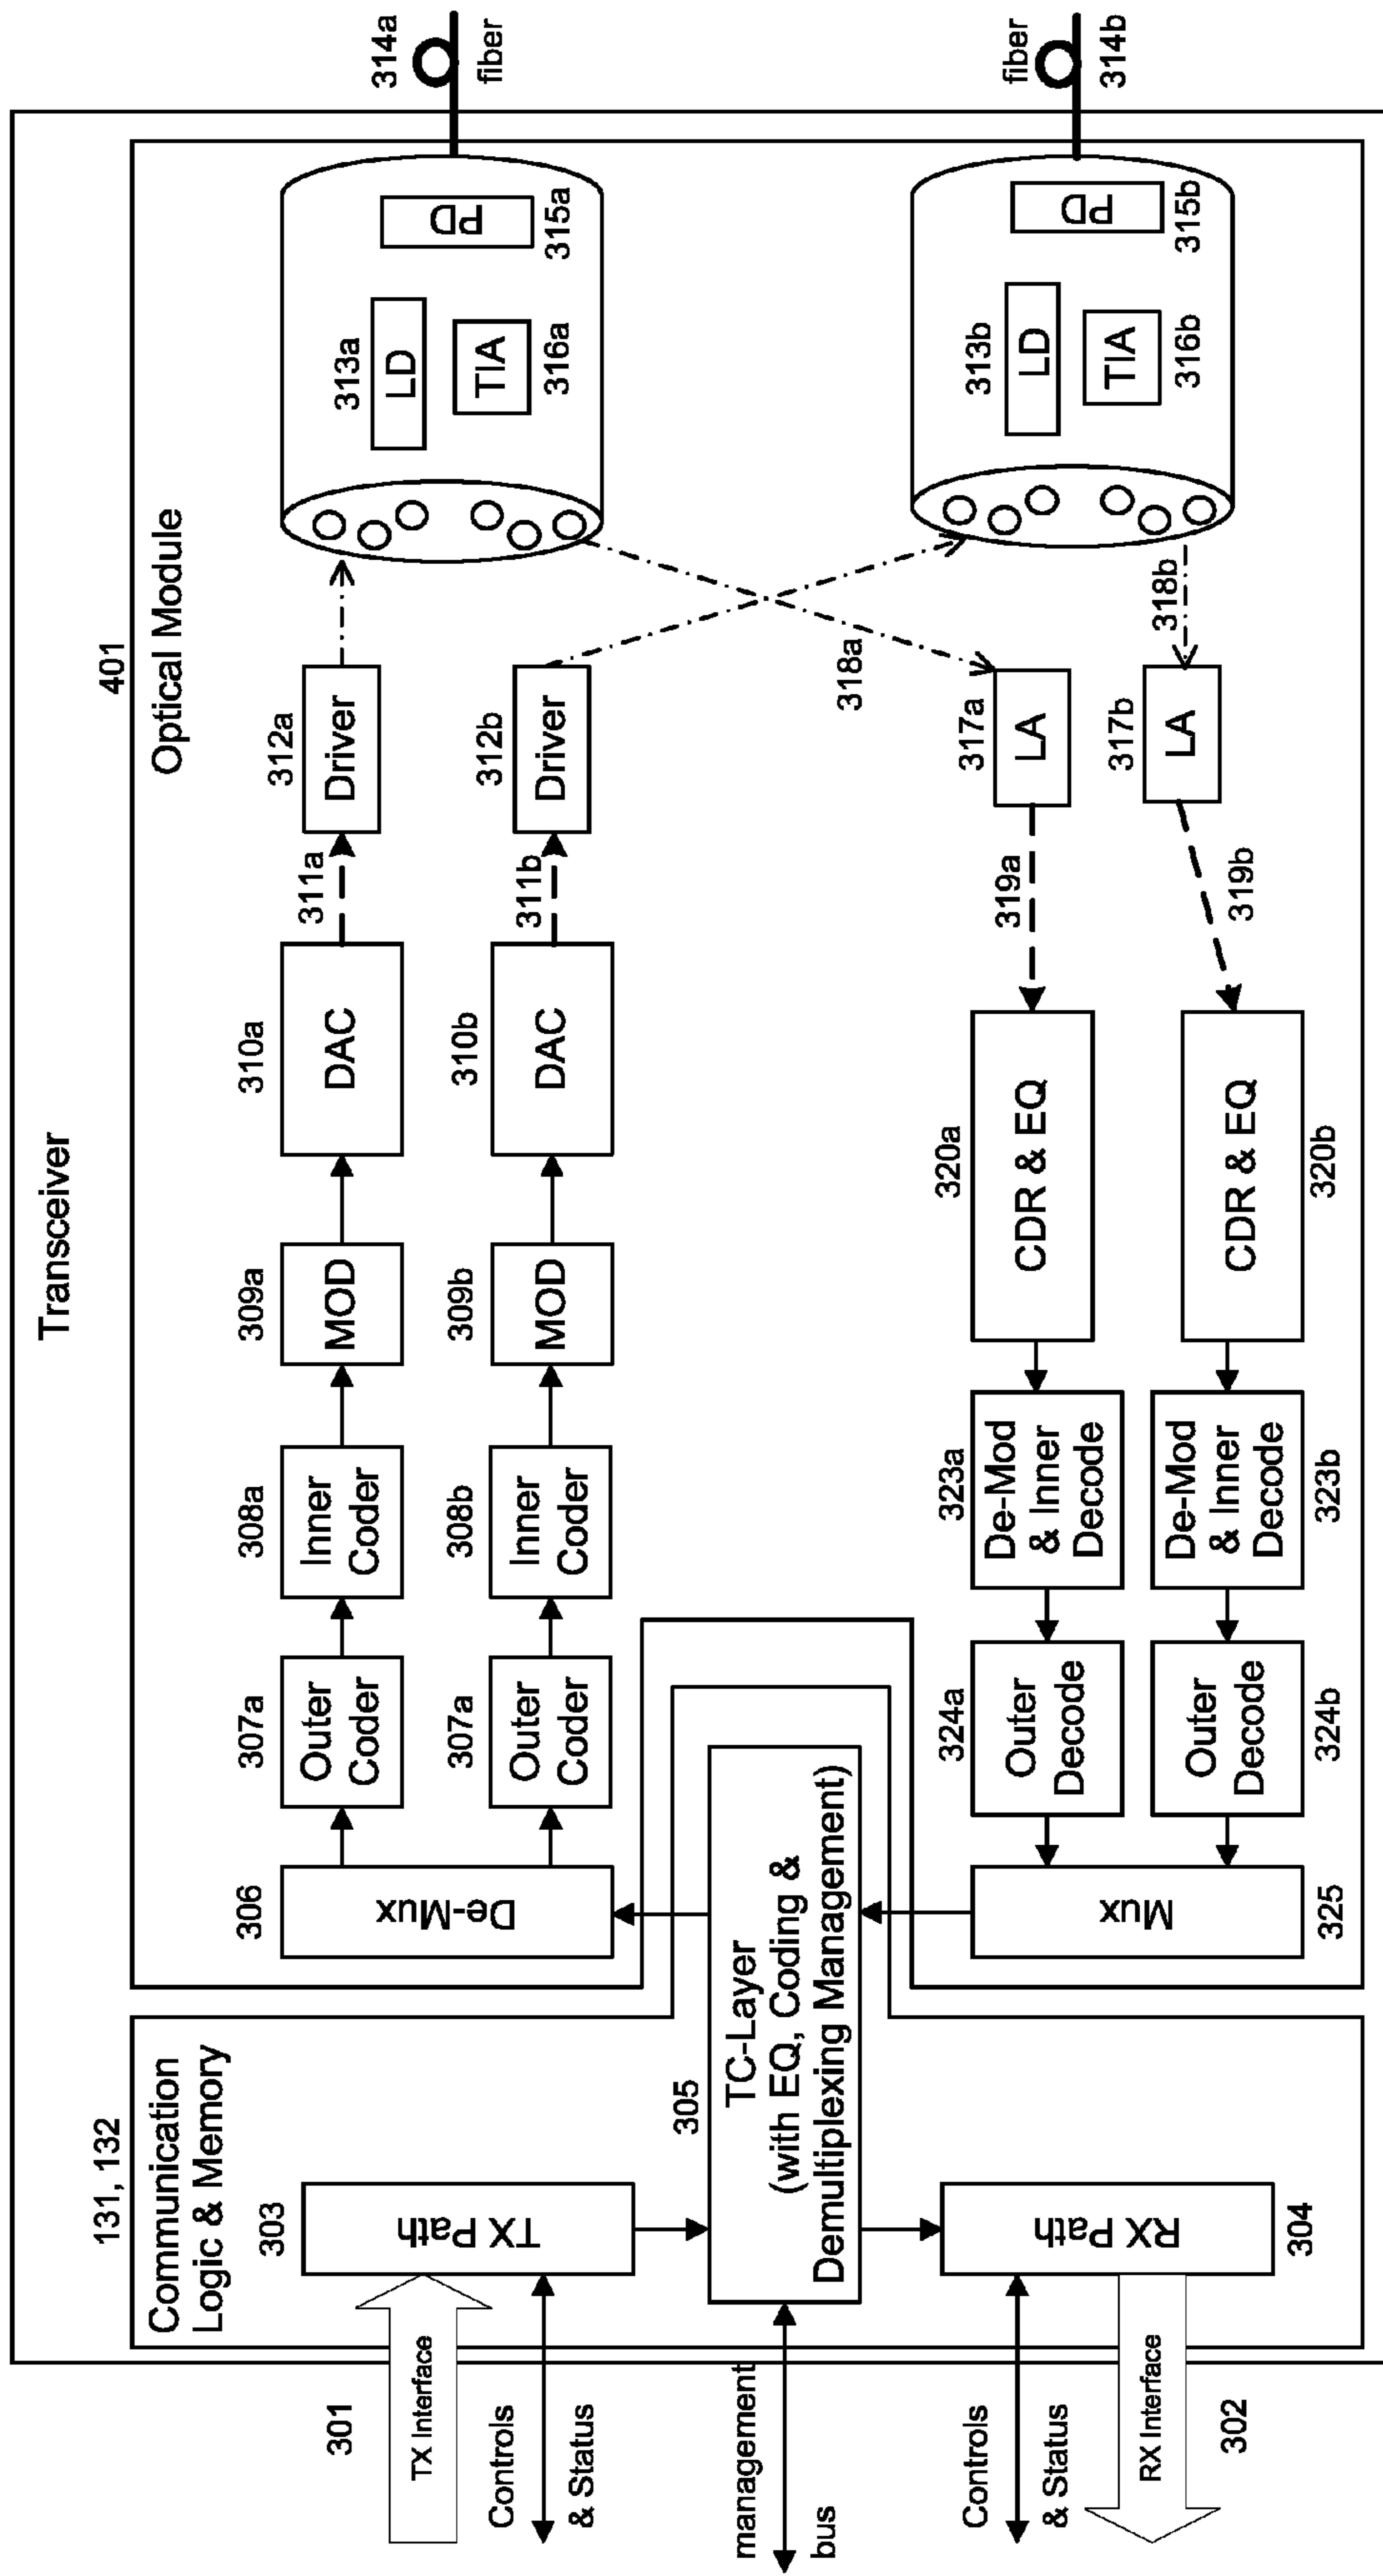 Transceiver
131, 132
Communication
Logic & Memory
401
Optical Module
301
TX Interface
Controls
& Status
management
bus
Controls
& Status
RX Interface
302
303
TX Path
305
TC-Layer
(with EQ, Coding &
Demultiplexing Management)
RX Path
304
306
De-Mux
307a
Outer
Coder
308a
Inner
Coder
309a
MOD
310a
DAC
311a
312a
Driver
307a
Outer
Coder
308b
Inner
Coder
309b
MOD
310b
DAC
311b
312b
Driver
313a
LD
TIA
316a
PD
315a
314a
fiber
313b
LD
TIA
316b
PD
315b
fiber
314b
318a
317a
LA
318b
317b
LA
319a
319b
320a
CDR & EQ
CDR & EQ
320b
323a
De-Mod
& Inner
Decode
De-Mod
& Inner
Decode
323b
324a
Outer
Decode
Outer
Decode
324b
Mux
325